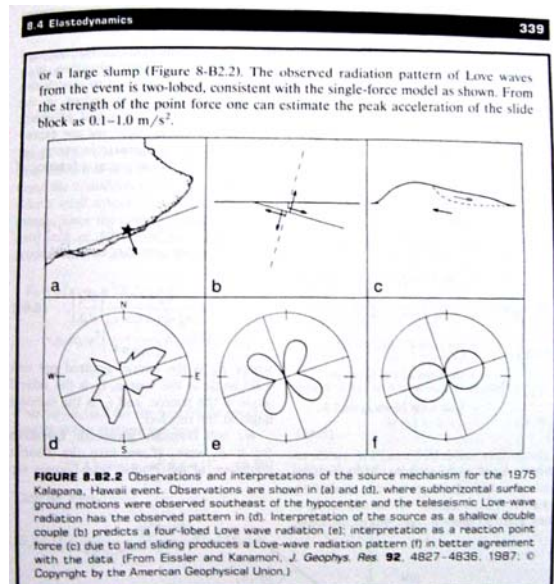 8.4 Elastodynamics
339
or a large slump (Figure 8-B2.2). The observed radiation pattern of Love waves
from the event is two-lobed, consistent with the single-force model as shown. From
the strength of the point force one can estimate the peak acceleration of the slide
block as 0.1–1.0 m/s².
a
b
c
N
W
E
S
d
e
f
FIGURE 8.B2.2 Observations and interpretations of the source mechanism for the 1975
Kalapana, Hawaii event. Observations are shown in (a) and (d), where subhorizontal surface
ground motions were observed southeast of the hypocenter and the teleseismic Love-wave
radiation has the observed pattern in (d). Interpretation of the source as a shallow double
couple (b) predicts a four-lobed Love wave radiation (e); interpretation as a reaction point
force (c) due to land sliding produces a Love-wave radiation pattern (f) in better agreement
with the data. (From Eissler and Kanamori, J. Geophys. Res. 92, 4827–4836, 1987; ©
Copyright by the American Geophysical Union.)